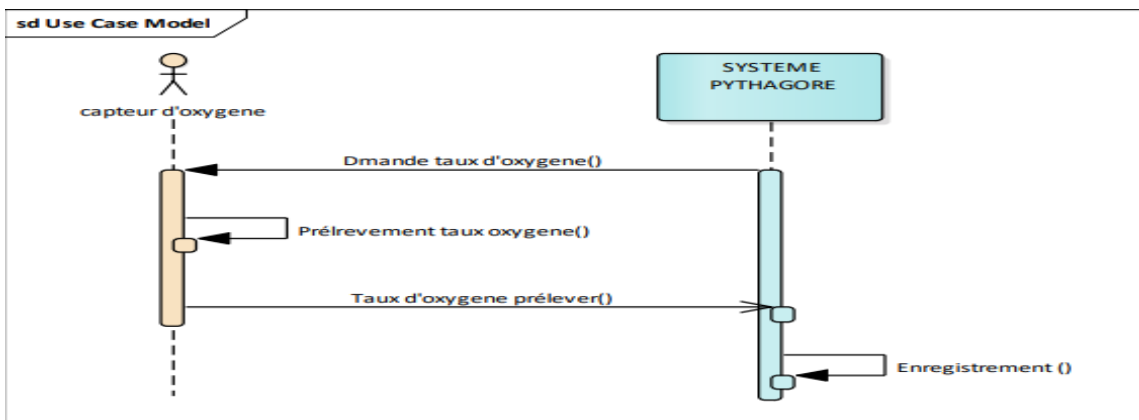 sd Use Case Model
capteur d'oxygene
SYSTEME
PYTHAGORE
Dmande taux d'oxygene()
Prélrevement taux oxygene()
Taux d'oxygene prélever()
Enregistrement ()